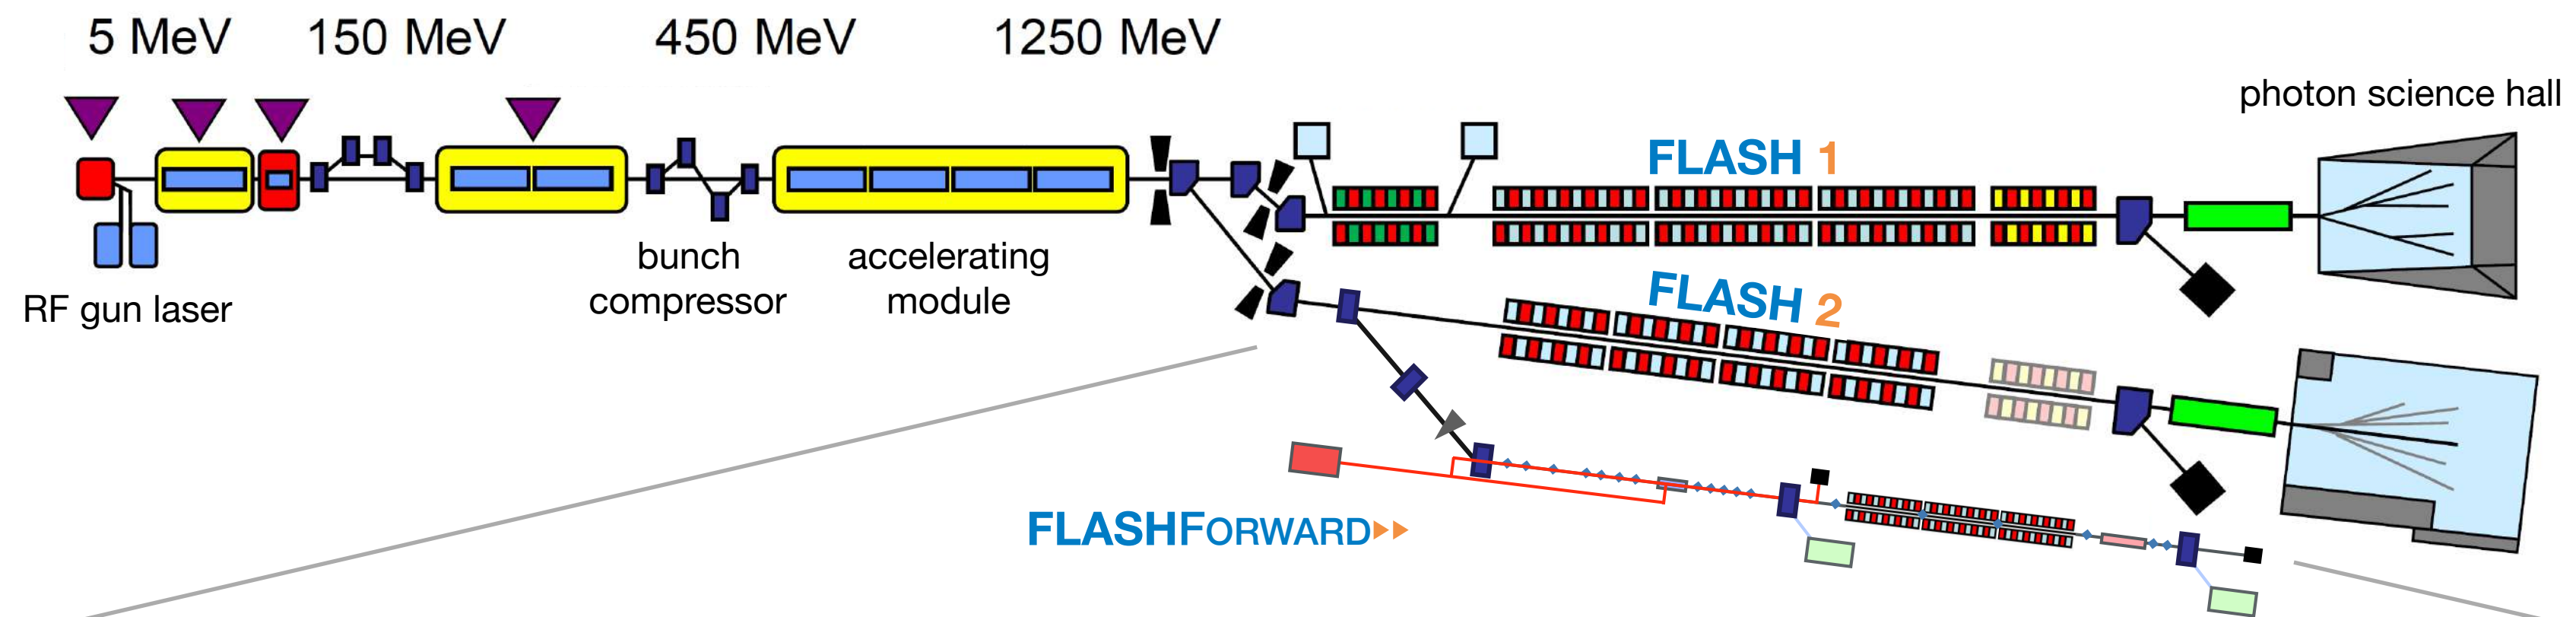 5 MeV 150 MeV 450 MeV 1250 MeV
photon science hall
FLASH 1
bunch
compressor
accelerating
module
RF gun laser
FLASH 2
FLASHFORWARD